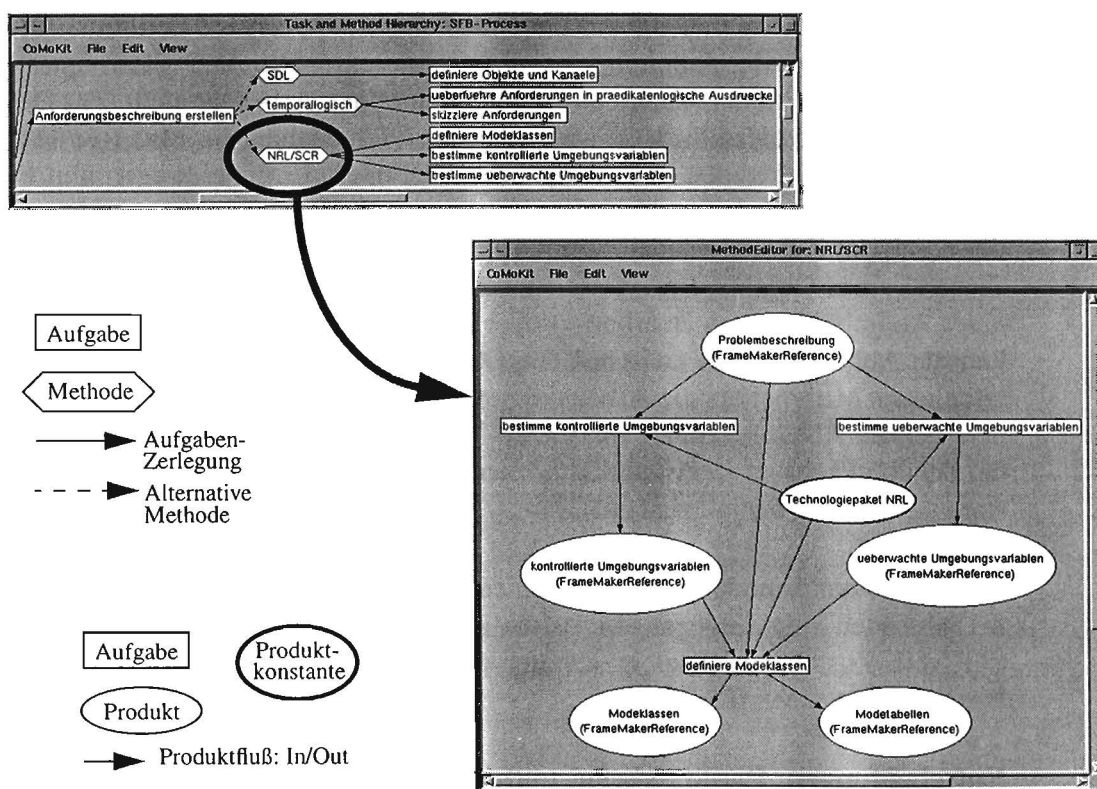 Task and Method Hierarchy: SFB-Process
CoMoKit File Edit View
SDL
definiere Objekte und Kanaele
ueberfuehre Anforderungen in praedikatenlogische Ausdruecke
Anforderungsbeschreibung erstellen
temporallogisch
skizziere Anforderungen
definiere Modeklassen
NRL/SCR
bestimme kontrollierte Umgebungsvariablen
bestimme ueberwachte Umgebungsvariablen
Aufgabe
Methode
Aufgaben-
Zerlegung
Alternative
Methode
Aufgabe
Produkt-
konstante
Produkt
Produktfluß: In/Out
MethodEditor for: NRL/SCR
CoMoKit File Edit View
Problembeschreibung
(FrameMakerReference)
bestimme kontrollierte Umgebungsvariablen
bestimme ueberwachte Umgebungsvariablen
Technologiepaket NRL
kontrollierte Umgebungsvariablen
(FrameMakerReference)
ueberwachte Umgebungsvariablen
(FrameMakerReference)
definiere Modeklassen
Modeklassen
(FrameMakerReference)
Modetabellen
(FrameMakerReference)